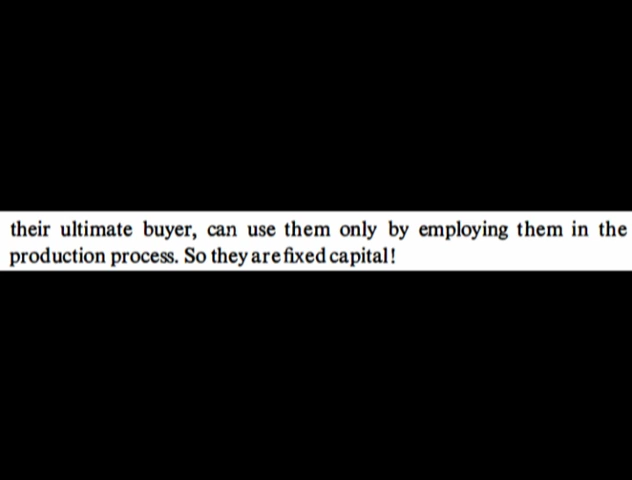 their ultimate buyer, can use them only by employing them in the
production process. So they are fixed capital!